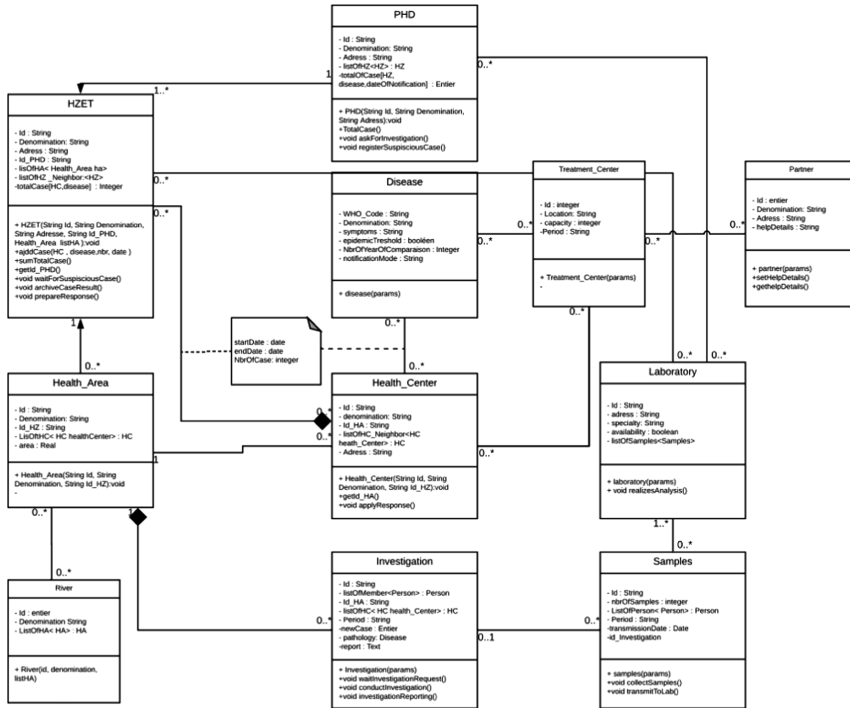 PHD
- Id : String
- Denomination: String
- Adress : String
- listOfHZ<HZ> : HZ
-totalOfCase[HZ,
disease,dateOfNotification] : Entier
+ PHD(String Id, String Denomination,
String Adress):void
+TotalCase()
+void askForInvestigation()
+void registerSuspiciousCase()
0..*
1
1..*
HZET
- Id : String
- Denomination: String
- Adress : String
- Id_PHD : String
- lisOfHA< Health_Area ha>
- listOfHZ _Neighbor:<HZ>
-totalCase[HC,disease] : Integer
+ HZET(String Id, String Denomination,
String Adresse, String Id_PHD,
Health_Area listHA ):void
+ ajddCase(HC , disease,nbr, date )
+sumTotalCase()
+getId_PHD()
+void waitForSuspiciousCase()
+void archiveCaseResult()
+void prepareResponse()
0..*
0..*
1
0..*
Disease
- WHO_Code : String
- Denomination: String
- symptoms : String
- epidemicTreshold : booléen
- NbrOfYearOfComparaison : Integer
- notificationMode : String
+ disease(params)
0..*
0..*
0..*
0..*
Treatment_Center
- Id : integer
- Location: String
- capacity : integer
-Period : String
+ Treatment_Center(params)
-
0..*
0..*
0..*
Partner
- Id : entier
- Denomination: String
- Adress : String
- helpDetails : String
+ partner(params)
+setHelpDetails()
+gethelpDetails()
startDate : date
endDate : date
NbrOfCase: integer
Health_Area
- Id : String
- Denomination: String
- Id_HZ : String
- LisOftHC< HC healthCenter> : HC
- area : Real
+ Health_Area(String Id, String
Denomination, String Id_HZ):void
-
1
0..*
1
0..*
Health_Center
- Id : String
- denomination: String
- Id_HA : String
- listOfHC_Neighbor<HC
heath_Center> : HC
- Adress : String
+ Health_Center(String Id, String
Denomination, String Id_HZ):void
+getId_HA()
+void applyResponse()
0..*
0..*
0..*
Laboratory
- Id : String
- adress : String
- specialty: String
- availability : boolean
- listOfSamples<Samples>
+ laboratory(params)
+ void realizesAnalysis()
0..*
0..*
1..*
0..*
River
- Id : entier
- Denomination String
- ListOfHA< HA> : HA
+ River(id, denomination,
listHA)
0..*
Investigation
- Id : String
- listOfMember<Person> : Person
- Id_HA : String
- listOfHC< HC health_Center> : HC
- Period : String
-newCase : Entier
- pathology: Disease
-report : Text
+ Investigation(params)
+void waitInvestigationRequest()
+void conductInvestigation()
+void investigationReporting()
0..1
0..*
Samples
- Id : String
- nbrOfSamples : integer
- ListOfPerson< Person> : Person
- Period : String
-transmissionDate : Date
-id_Investigation
+ samples(params)
+void collectSamples()
+void transmitToLab()